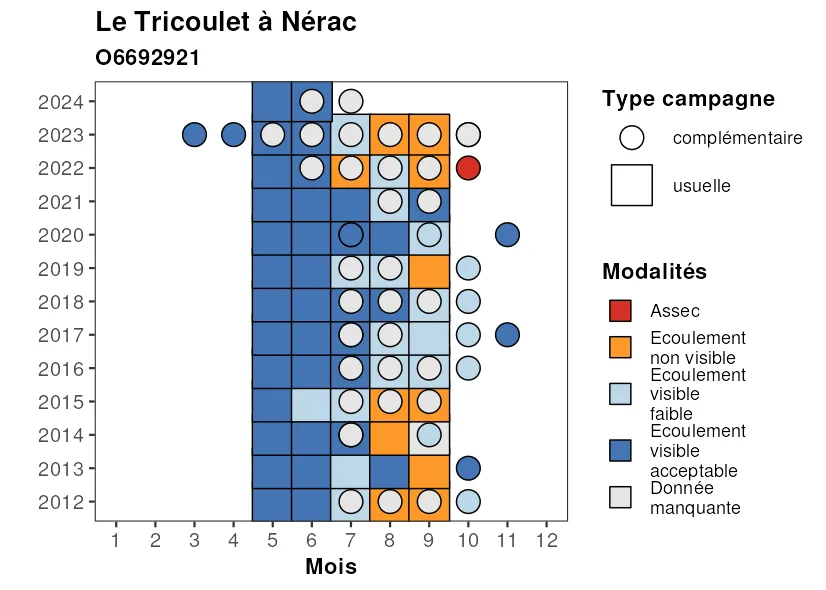 Le Tricoulet à Nérac
O6692921
2024
2023
2022
2021
2020
2019
2018
2017
2016
2015
2014
2013
2012
1 2 3 4 5 6 7 8 9 10 11 12
Mois
Type campagne
complémentaire
usuelle
Modalités
Assec
Ecoulement
non visible
Ecoulement
visible
faible
Ecoulement
visible
acceptable
Donnée
manquante